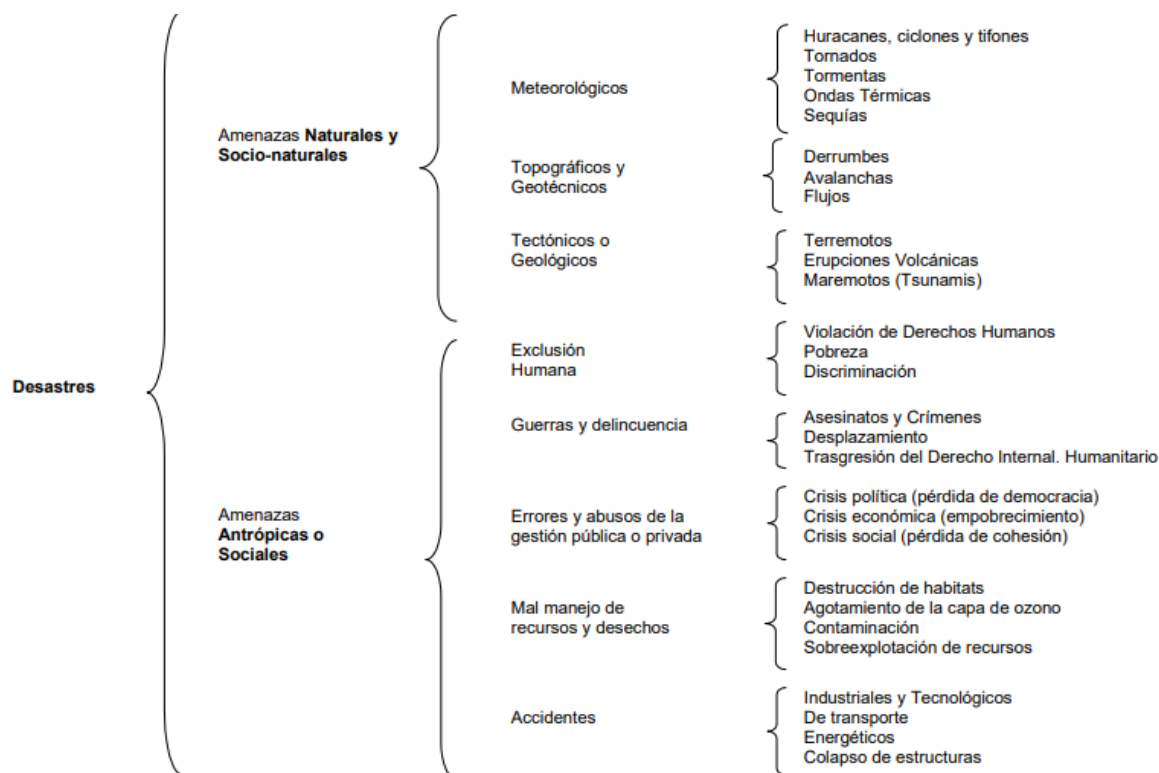 Desastres
Amenazas Naturales y
Socio-naturales
Meteorológicos
Huracanes, ciclones y tifones
Tornados
Tormentas
Ondas Térmicas
Sequías
Topográficos y
Geotécnicos
Derrumbes
Avalanchas
Flujos
Tectónicos o
Geológicos
Terremotos
Erupciones Volcánicas
Maremotos (Tsunamis)
Amenazas
Antrópicas o
Sociales
Exclusión
Humana
Violación de Derechos Humanos
Pobreza
Discriminación
Guerras y delincuencia
Asesinatos y Crímenes
Desplazamiento
Trasgresión del Derecho Internal. Humanitario
Errores y abusos de la
gestión pública o privada
Crisis política (pérdida de democracia)
Crisis económica (empobrecimiento)
Crisis social (pérdida de cohesión)
Mal manejo de
recursos y desechos
Destrucción de habitats
Agotamiento de la capa de ozono
Contaminación
Sobreexplotación de recursos
Accidentes
Industriales y Tecnológicos
De transporte
Energéticos
Colapso de estructuras